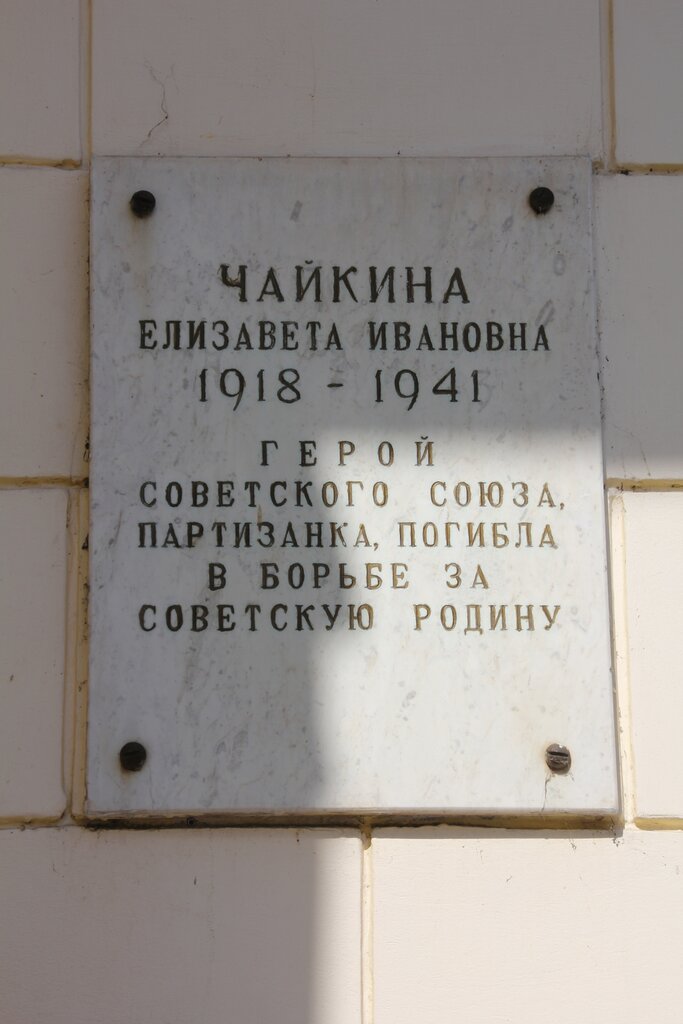 ЧАЙКИНА
ЕЛИЗАВЕТА ИВАНОВНА
1918 - 1941
ГЕРОЙ
СОВЕТСКОГО СОЮЗА,
ПАРТИЗАНКА, ПОГИБЛА
В БОРЬБЕ ЗА
СОВЕТСКУЮ РОДИНУ